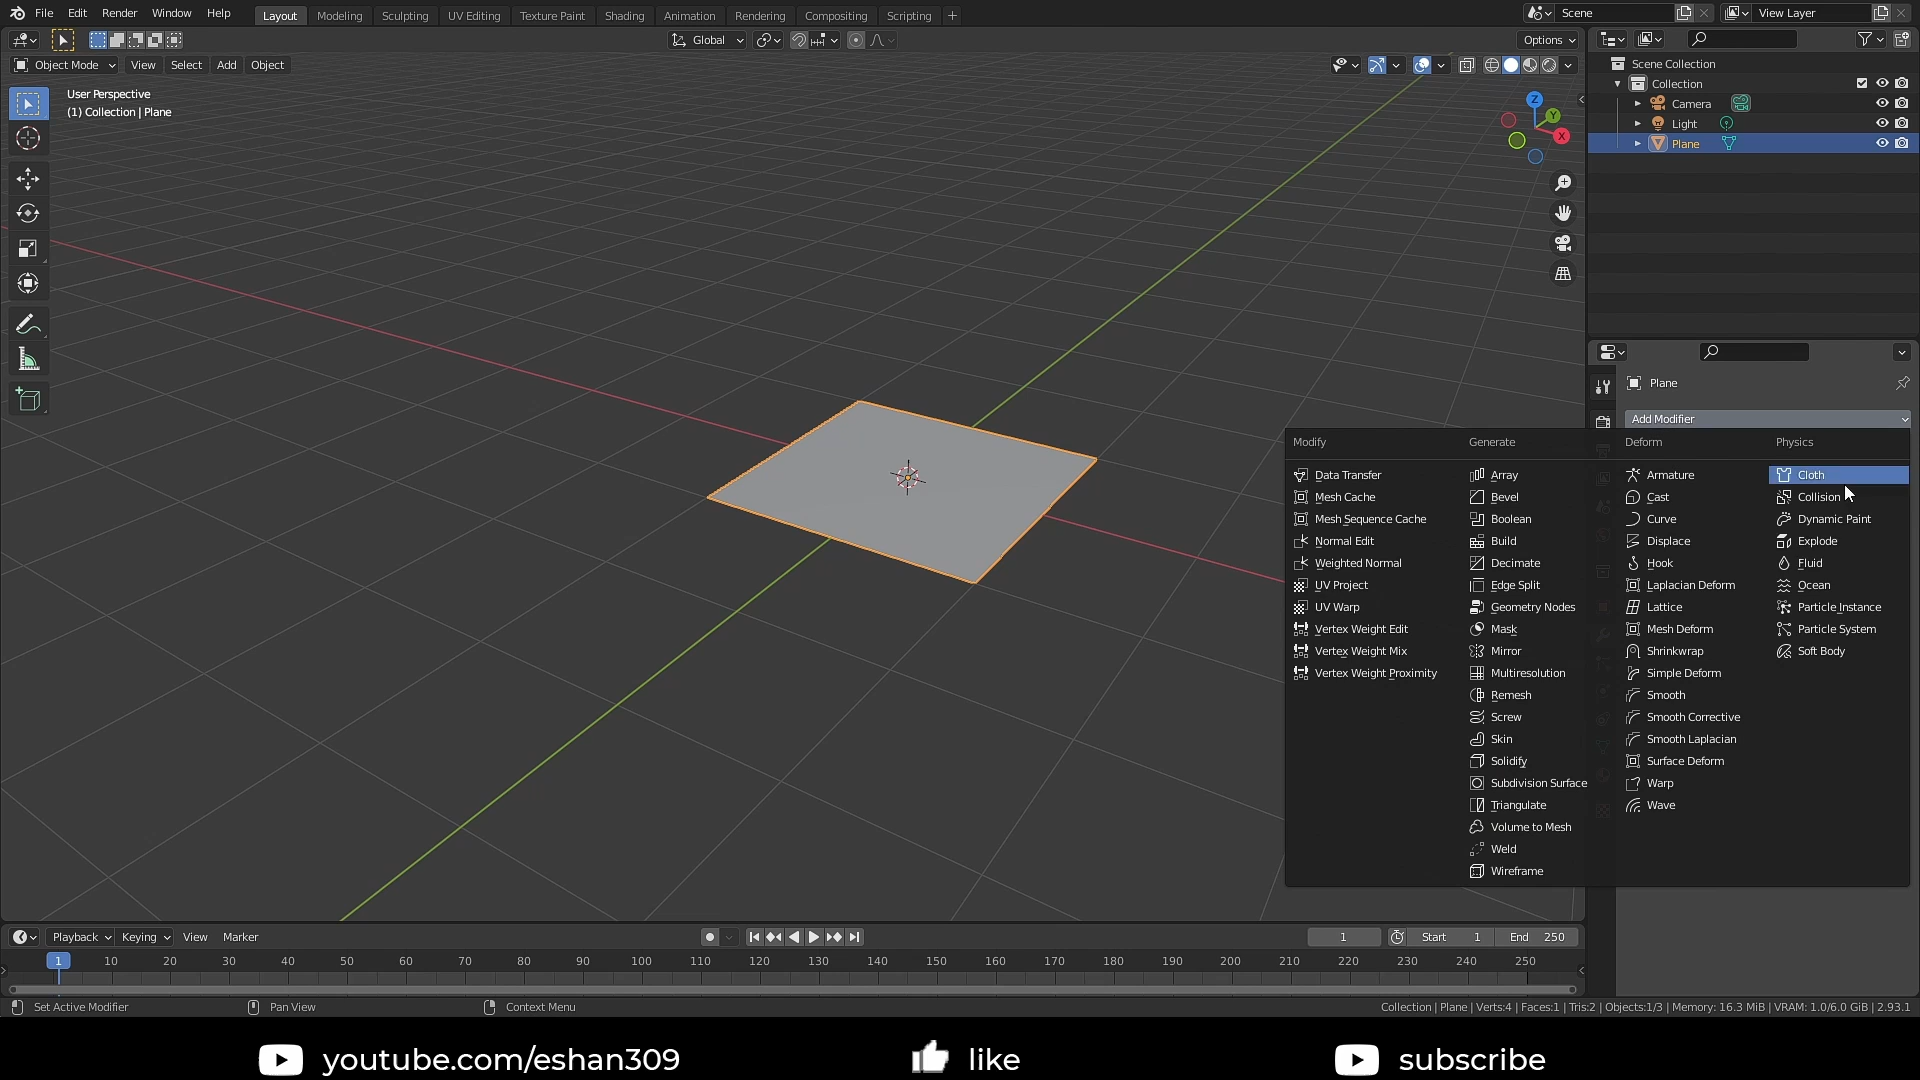 File Edit Render Window Help Layout Modeling Sculpting UV Editing Texture Paint Shading Animation Rendering Compositing Scripting + Scene View Layer
Global Options
Object Mode View Select Add Object
User Perspective
(1) Collection | Plane
Z
Y
X
Scene Collection
Collection
Camera
Light
Plane
Plane
Add Modifier
Modify Generate Deform Physics
Data Transfer Array Armature Cloth
Mesh Cache Bevel Cast Collision
Mesh Sequence Cache Boolean Curve Dynamic Paint
Normal Edit Build Displace Explode
Weighted Normal Decimate Hook Fluid
UV Project Edge Split Laplacian Deform Ocean
UV Warp Geometry Nodes Lattice Particle Instance
Vertex Weight Edit Mask Mesh Deform Particle System
Vertex Weight Mix Mirror Shrinkwrap Soft Body
Vertex Weight Proximity Multiresolution Simple Deform
Remesh Smooth
Screw Smooth Corrective
Skin Smooth Laplacian
Solidify Surface Deform
Subdivision Surface Warp
Triangulate Wave
Volume to Mesh
Weld
Wireframe
Playback Keying View Marker 1 Start 1 End 250
1 10 20 30 40 50 60 70 80 90 100 110 120 130 140 150 160 170 180 190 200 210 220 230 240 250
Set Active Modifier Pan View Context Menu Collection | Plane | Verts:4 | Faces:1 | Tris:2 | Objects:1/3 | Memory: 16.3 MiB | VRAM: 1.0/6.0 GiB | 2.93.1
youtube.com/eshan309 like subscribe